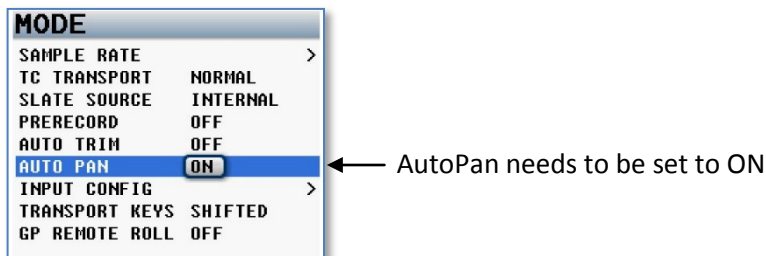 MODE
SAMPLE RATE >
TC TRANSPORT NORMAL
SLATE SOURCE INTERNAL
PRERECORD OFF
AUTO TRIM OFF
AUTO PAN ON
AutoPan needs to be set to ON
INPUT CONFIG >
TRANSPORT KEYS SHIFTED
GP REMOTE ROLL OFF